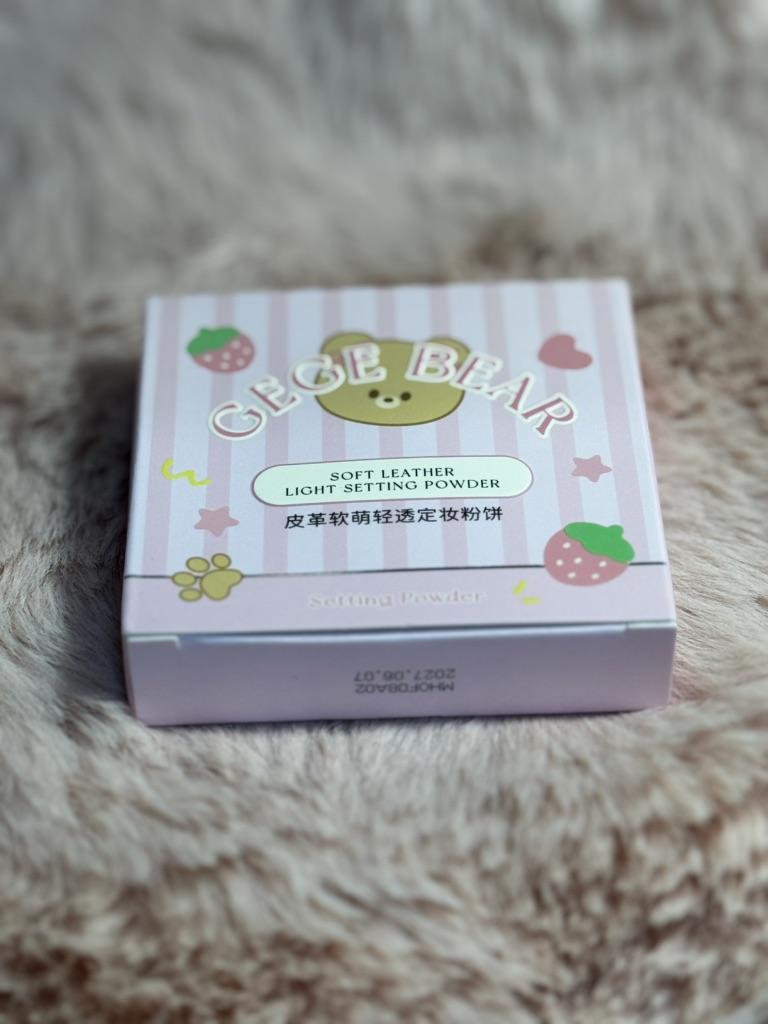 GEGE BEAR
SOFT LEATHER
LIGHT SETTING POWDER
皮革软萌轻透定妆粉饼
Setting Powder
MHOF08A02
2027.06.07